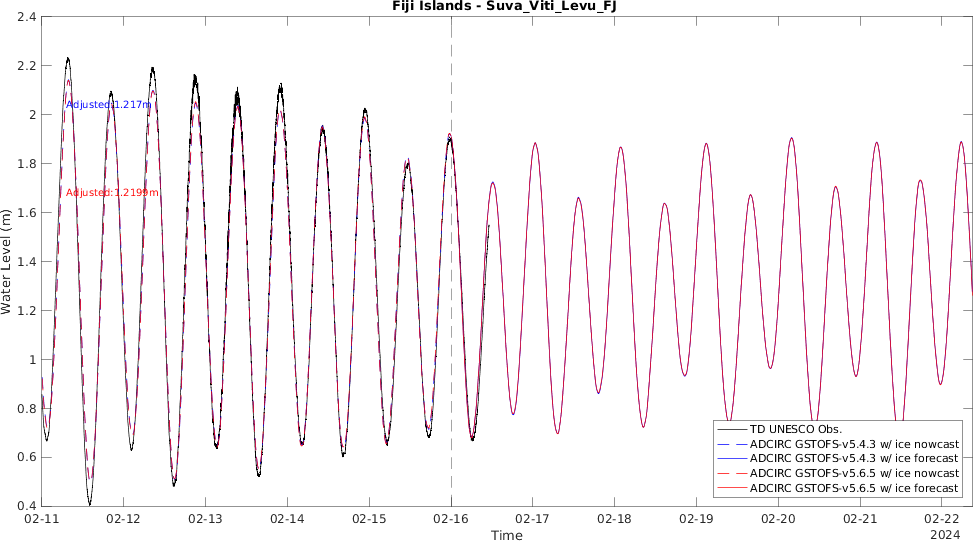 Fiji Islands - Suva_Viti_Levu_FJ
2.4
2.2
2
1.8
1.6
1.4
1.2
1
0.8
0.6
0.4
Water Level (m)
Adjusted:1.217m
Adjusted:1.2199m
TD UNESCO Obs.
ADCIRC GSTOFS-v5.4.3 w/ ice nowcast
ADCIRC GSTOFS-v5.4.3 w/ ice forecast
ADCIRC GSTOFS-v5.6.5 w/ ice nowcast
ADCIRC GSTOFS-v5.6.5 w/ ice forecast
02-11 02-12 02-13 02-14 02-15 02-16 02-17 02-18 02-19 02-20 02-21 02-22
Time 2024